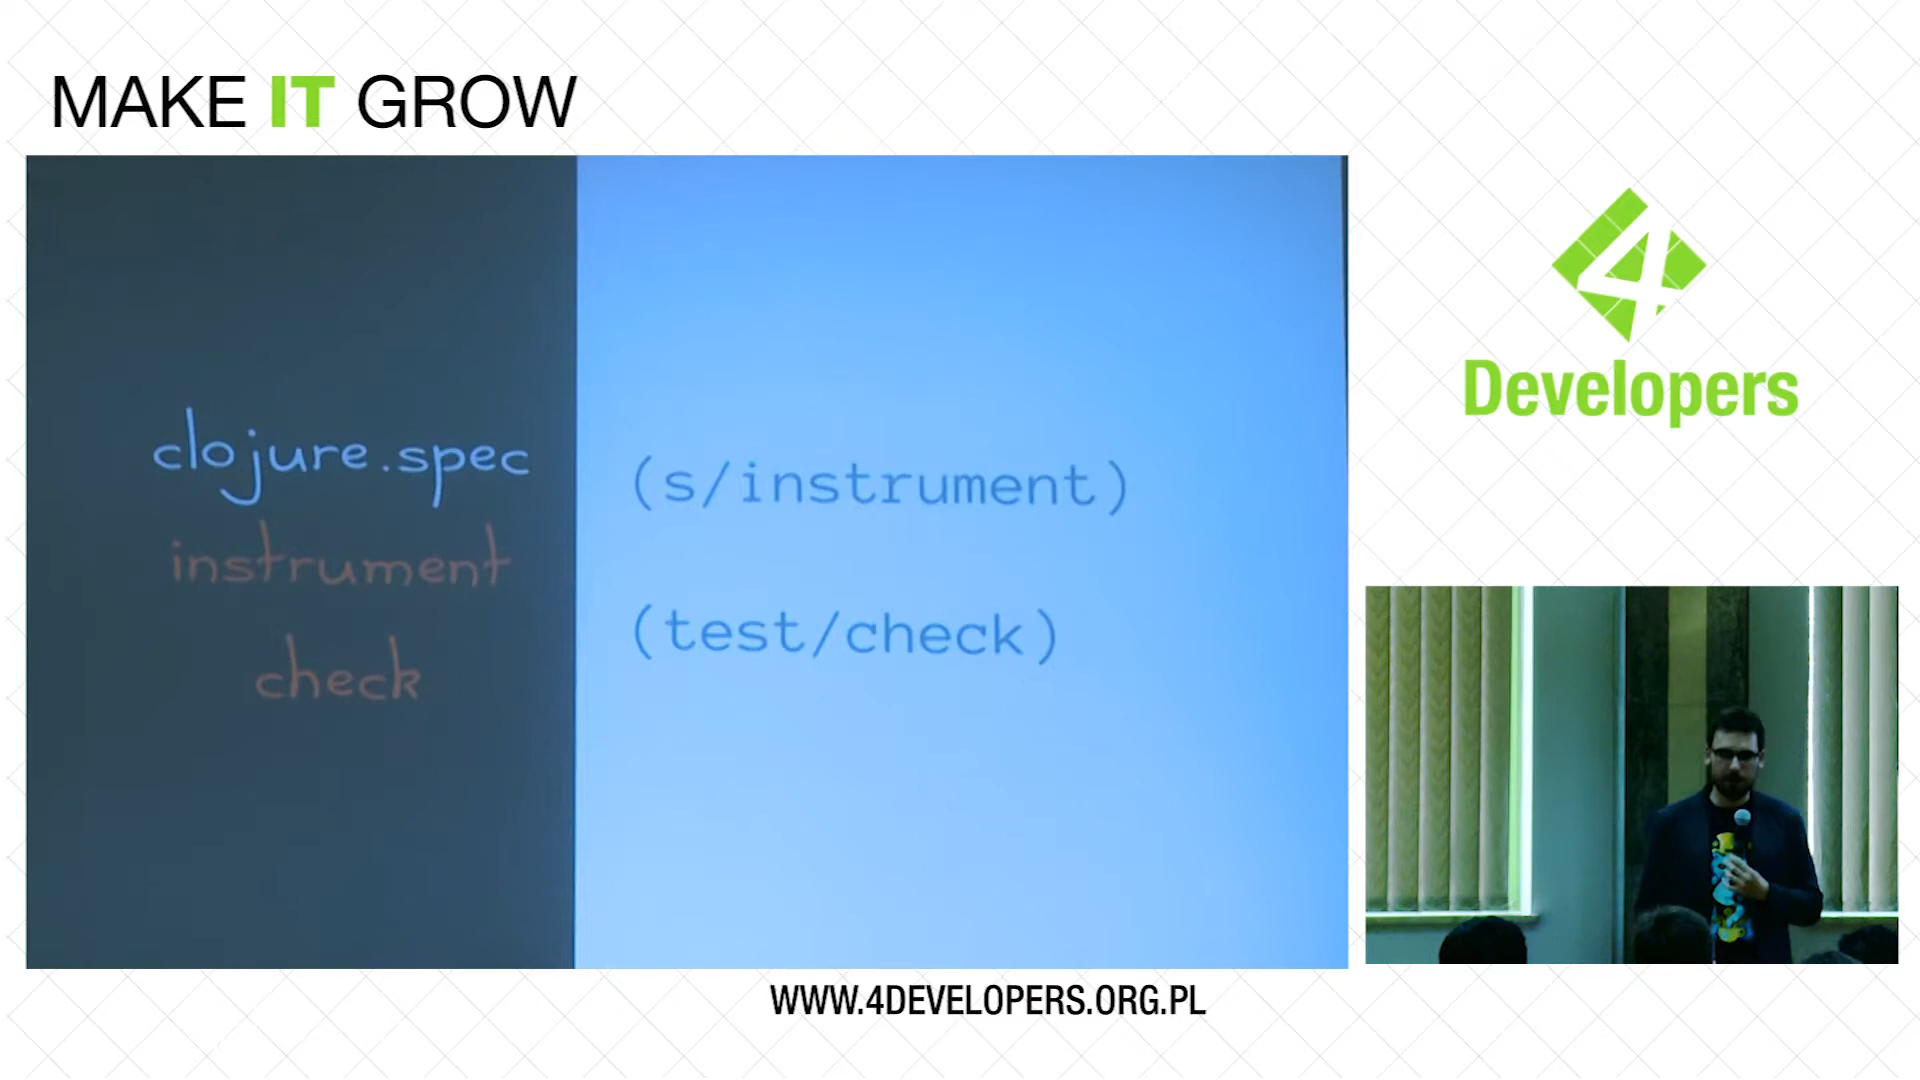 MAKE IT GROW
clojure.spec
instrument
check
(s/instrument)
(test/check)
4
Developers
WWW.4DEVELOPERS.ORG.PL